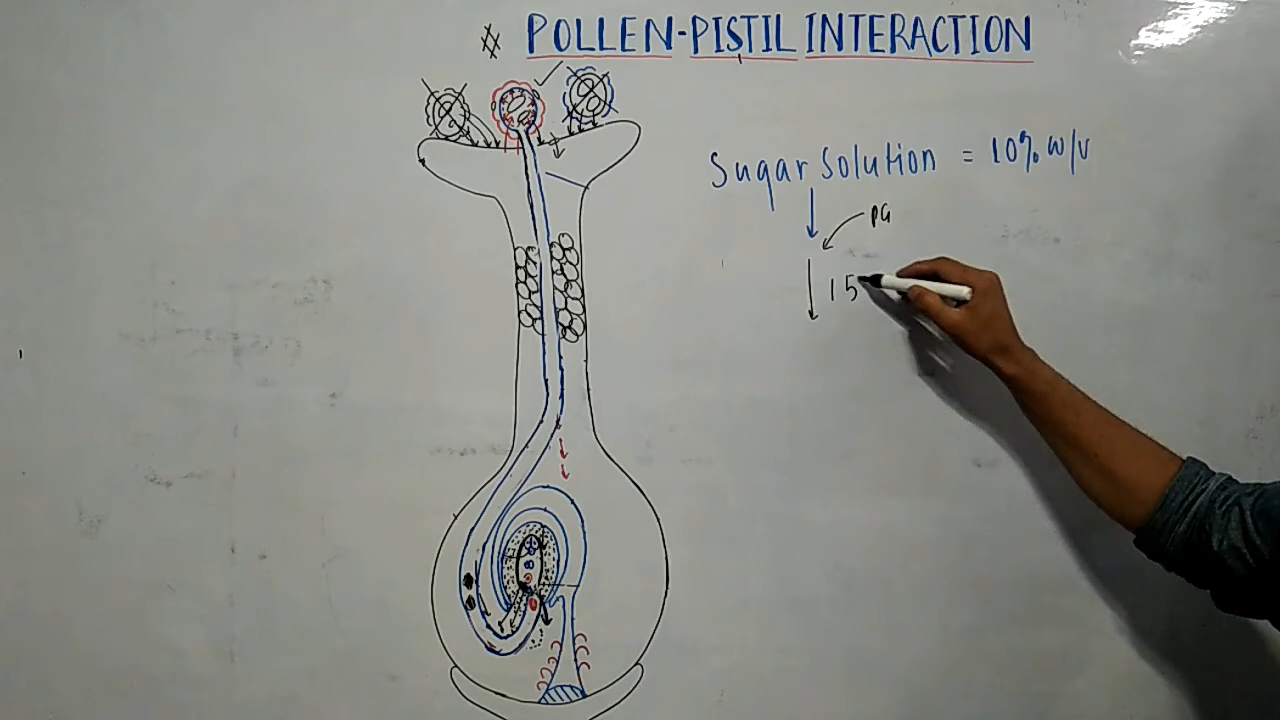 * POLLEN-PISTIL INTERACTION
Sugar Solution = 10% w/v
PG
15